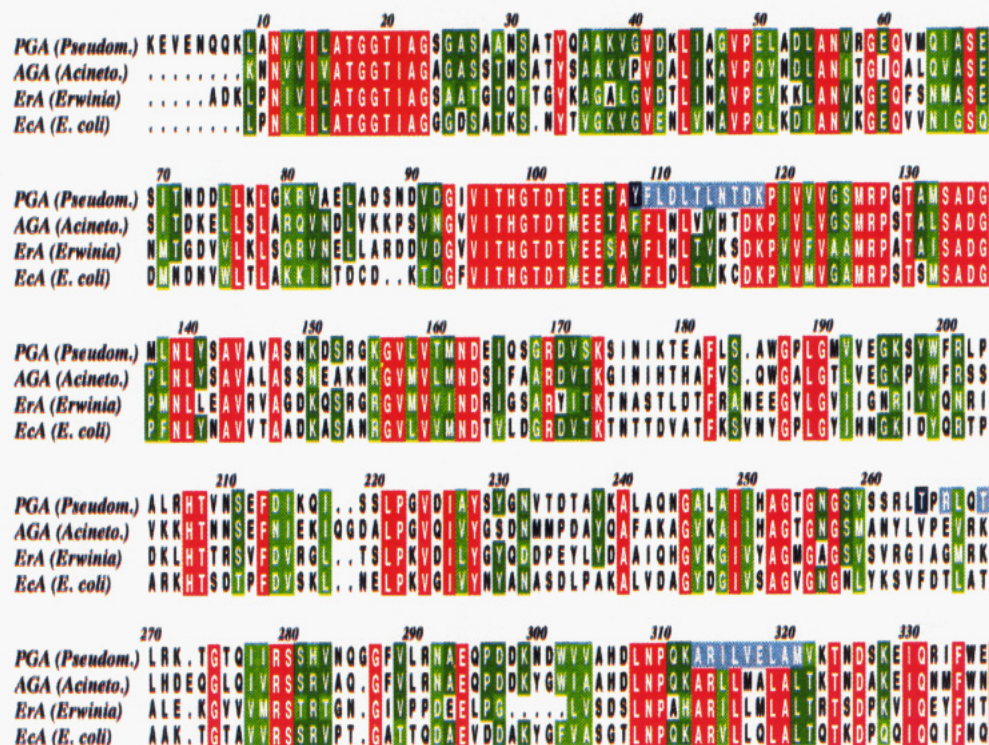 10 20 30 40 50 60
PGA (Pseudom.) KEVENQQKLANVVILATGGTIAGSGASAANSATYQAAKVGVDKLIAGVPELADLANVRGEQVMQIASE
AGA (Acineto.) ........KNNVVIVATGGTIAGAGASSTNSATYSAAKVPVDALIKAVPQVNDLANITGIQALQVASE
ErA (Erwinia) .....ADKLPNIVILATGGTIAGSAATGTQTTGYKAGALGVDTLINAVPEVKKLANVKGEQFSNMASE
EcA (E. coli) ........LPNITILATGGTIAGGGDSATKS.NYTVGKVGVENLVNAVPQLKDIANVKGEQVVNIGSQ
70 80 90 100 110 120 130
PGA (Pseudom.) SITNDDLLKLGKRVAELADSNDVDGIVITHGTDTLEETAYFLDLTLNTDKPIVVVGSMRPGTAMSADG
AGA (Acineto.) SITDKELLSLARQVNDLVKKPSVNGIVITHGTDTMEETAFFLNLVVHTDKPIVLVGSMRPSTALSADG
ErA (Erwinia) NMTGDVVLKLSQRVNELLARDDVDGVVITHGTDTVEESAYFLHLTVKSDKPVVFVAAMRPATAISADG
EcA (E. coli) DMNDNVWLTLAKKINTDCD..KTDGFVITHGTDTMEETAYFLDLTVKCDKPVVMVGAMRPSTSMSADG
140 150 160 170 180 190 200
PGA (Pseudom.) MLNLYSAVAVASNKDSRGKGVLVTMNDEIQSGRDVSKSINIKTEAFLS.AWGPLGMVVEGKSYWFRLP
AGA (Acineto.) PLNLYSAVALASSNEAKNKGVMVLMNDSIFAARDVTKGINIHTHAFVS.QWGALGTLVEGKPYWFRSS
ErA (Erwinia) PMNLLEAVRVAGDKQSRGRGVMVVINDRIGSARYITKTNASTLDTFRANEEGYLGVIIGNRIYYQNRI
EcA (E. coli) PFNLYNAVVTAADKASANRGVLVVMNDTVLDGRDVTKTNTTDVATFKSVNYGPLGYIHNGKIDYQRTP
210 220 230 240 250 260
PGA (Pseudom.) ALRHTVNSEFDIKQI..SSLPGVDIAYSYGNVTDTAYKALAQNGALAIIHAGTGNGSVSSRLTPRLQT
AGA (Acineto.) VKKHTNNSEFNIEKIQGDALPGVQIVYGSDNMMPDAYQAFAKAGVKAIIHAGTGNGSMANYLVPEVRK
ErA (Erwinia) DKLHTTRSVFDVRGL..TSLPKVDILYGYQDDPEYLYDAAIQHGVKGIVYAGMGAGSVSVRGIAGMRK
EcA (E. coli) ARKHTSDTPFDVSKL..NELPKVGIVYNYANASDLPAKALVDAGYDGIVSAGVGNGNLYKSVFDTLAT
270 280 290 300 310 320 330
PGA (Pseudom.) LRK.TGTQIIRSSHVNQGGFVLRNAEQPDDKNDWVVAHDLNPQKARILVELAMVKTNDSKEIQRIFWE
AGA (Acineto.) LHDEQGLQIVRSSRVAQ.GFVLRNAEQPDDKYGWIAAHDLNPQKARLLMALALTKTNDAKEIQNMFWN
ErA (Erwinia) ALE.KGVVVMRSTRTGN.GIVPPDEELPG.....LVSDSLNPAHARILLMLALTRTSDPKVIQEYFHT
EcA (E. coli) AAK.TGTAVVRSSRVPT.GATTQDAEVDDAKYGFVASGTLNPQKARVLLQLALTQTKDPQQIQQIFNQ